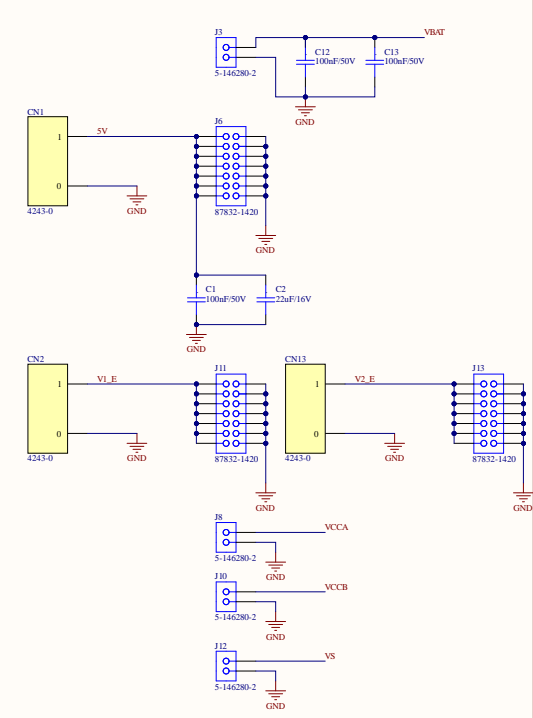 J3
VBAT
C12
100nF/50V
C13
100nF/50V
5-146280-2
GND
CN1
J6
1
5V
0
GND
4243-0
87832-1420
GND
C1
100nF/50V
C2
22uF/16V
GND
CN2
J11
CN13
J13
1
V1_E
1
V2_E
0
0
GND
GND
4243-0
87832-1420
4243-0
87832-1420
GND
GND
J8
VCCA
5-146280-2
GND
J10
VCCB
5-146280-2
GND
J12
VS
5-146280-2
GND